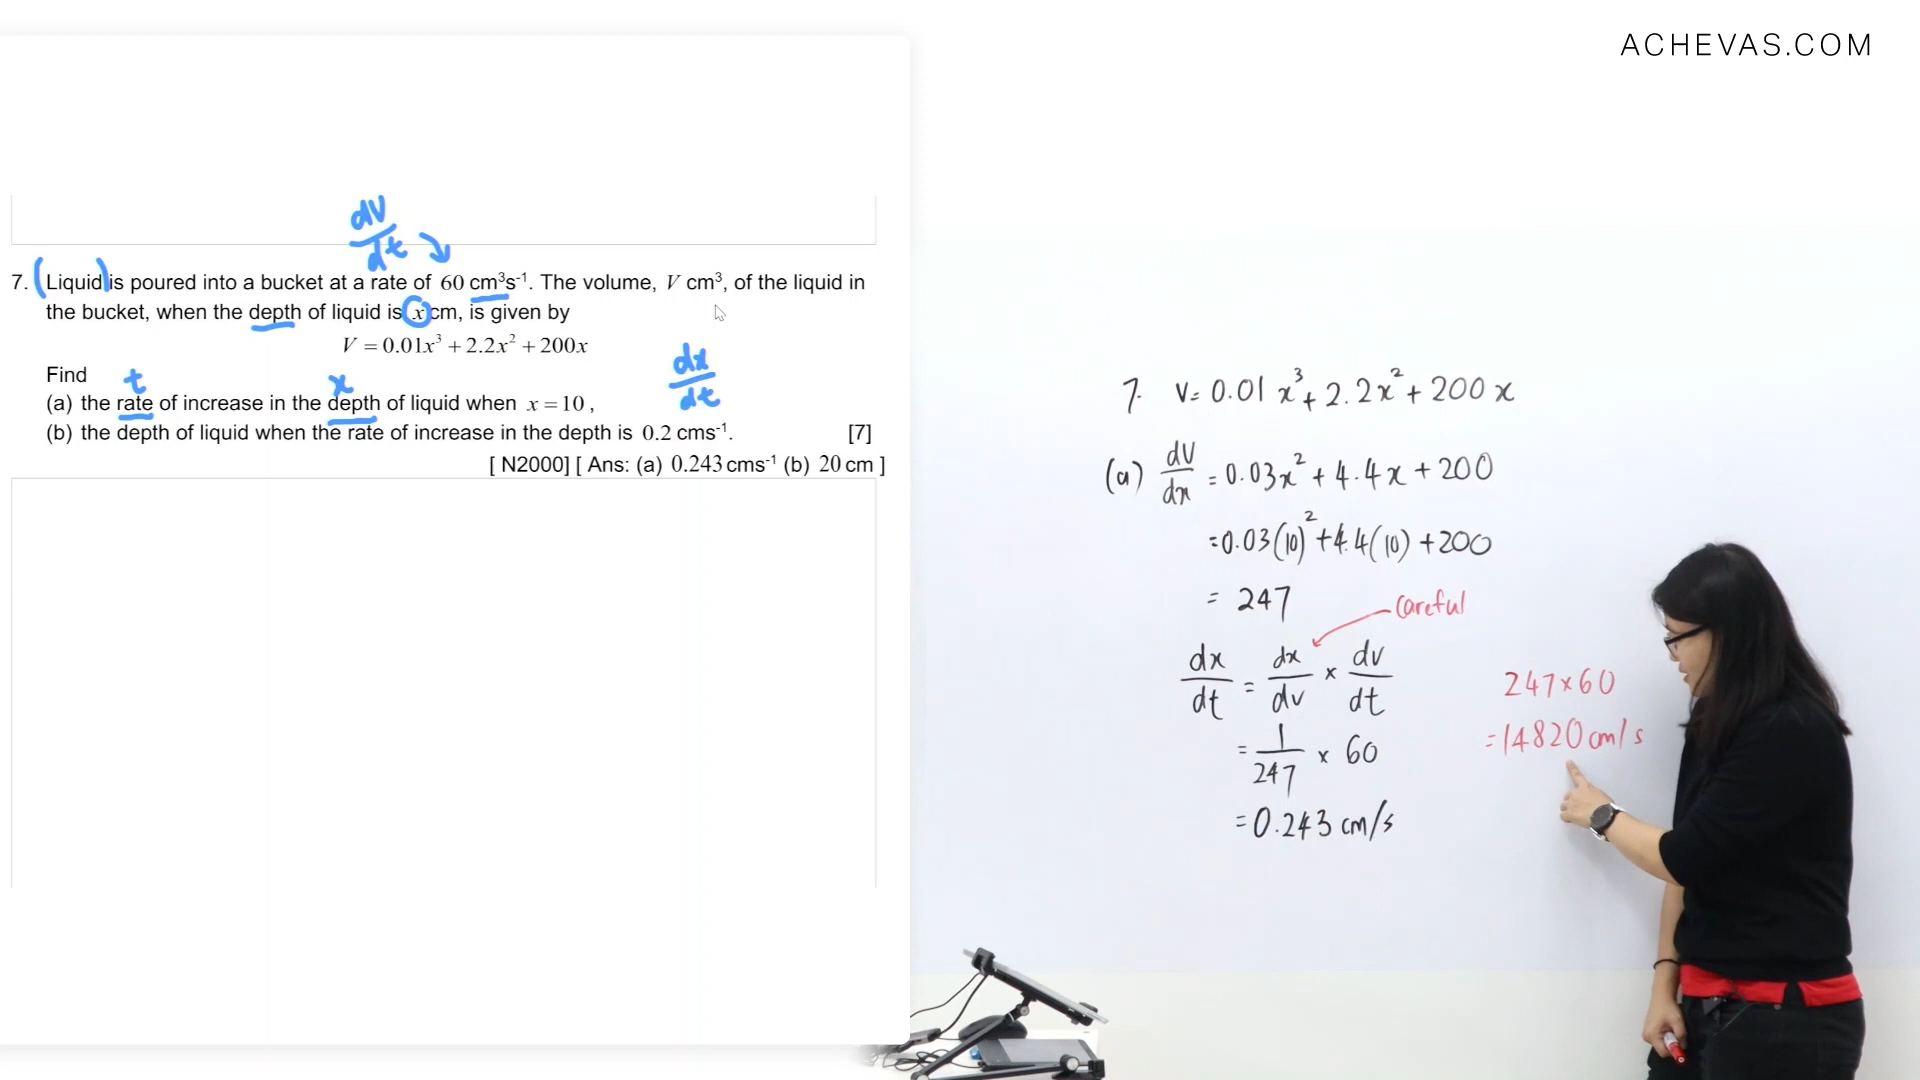 ACHEVAS.COM
dV
dt
7. Liquid is poured into a bucket at a rate of 60 cm³s⁻¹. The volume, V cm³, of the liquid in
the bucket, when the depth of liquid is x cm, is given by
V = 0.01x³ + 2.2x² + 200x
Find
t
x
dx
dt
(a) the rate of increase in the depth of liquid when x = 10 ,
(b) the depth of liquid when the rate of increase in the depth is 0.2 cms⁻¹. [7]
[ N2000] [ Ans: (a) 0.243 cms⁻¹ (b) 20 cm ]
7. V= 0.01 x³ + 2.2x² + 200 x
(a) dV/dx = 0.03x² + 4.4x + 200
=0.03(10)² + 4.4(10) +200
= 247
Careful
dx/dt = dx/dv × dv/dt
= 1/247 × 60
= 0.243 cm/s
247×60
=14820 cm/s